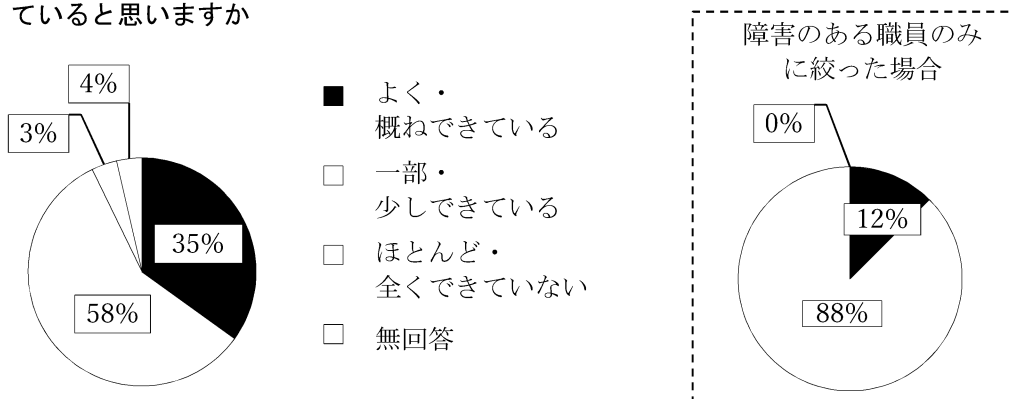 ていると思いますか
4%
3%
35%
58%
よく・
概ねできている
一部・
少しできている
ほとんど・
全くできていない
無回答
障害のある職員のみ
に絞った場合
0%
12%
88%